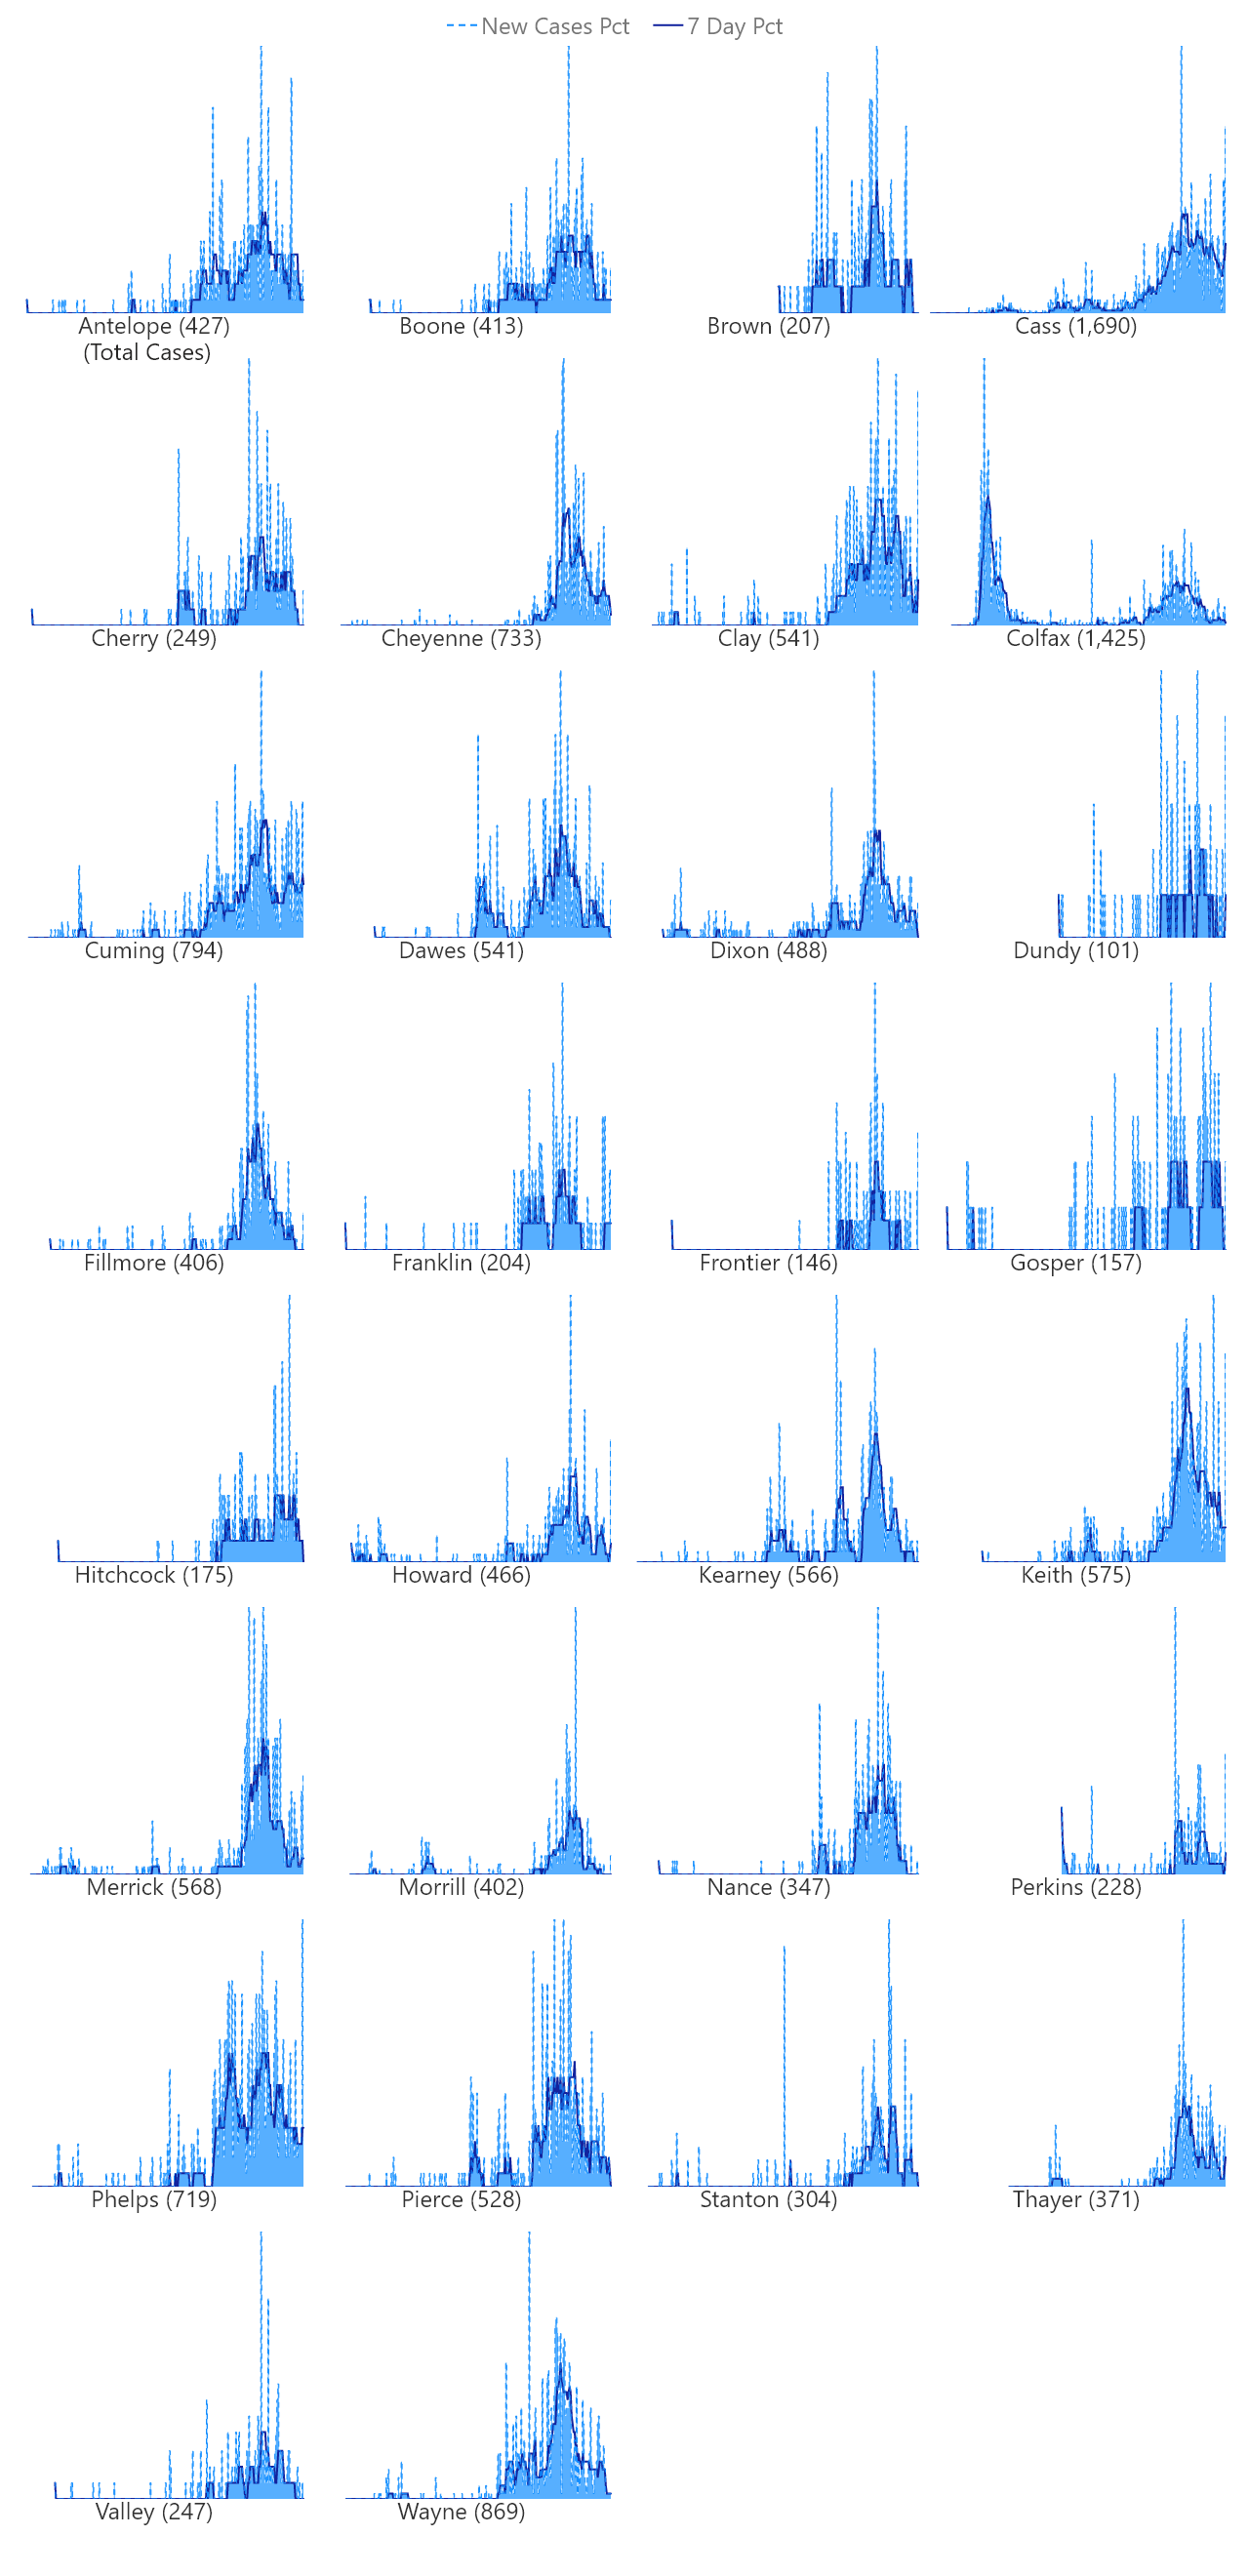 New Cases Pct 7 Day Pct
Antelope (427) Boone (413) Brown (207) Cass (1,690)
(Total Cases)
Cherry (249) Cheyenne (733) Clay (541) Colfax (1,425)
Cuming (794) Dawes (541) Dixon (488) Dundy (101)
Fillmore (406) Franklin (204) Frontier (146) Gosper (157)
Hitchcock (175) Howard (466) Kearney (566) Keith (575)
Merrick (568) Morrill (402) Nance (347) Perkins (228)
Phelps (719) Pierce (528) Stanton (304) Thayer (371)
Valley (247) Wayne (869)